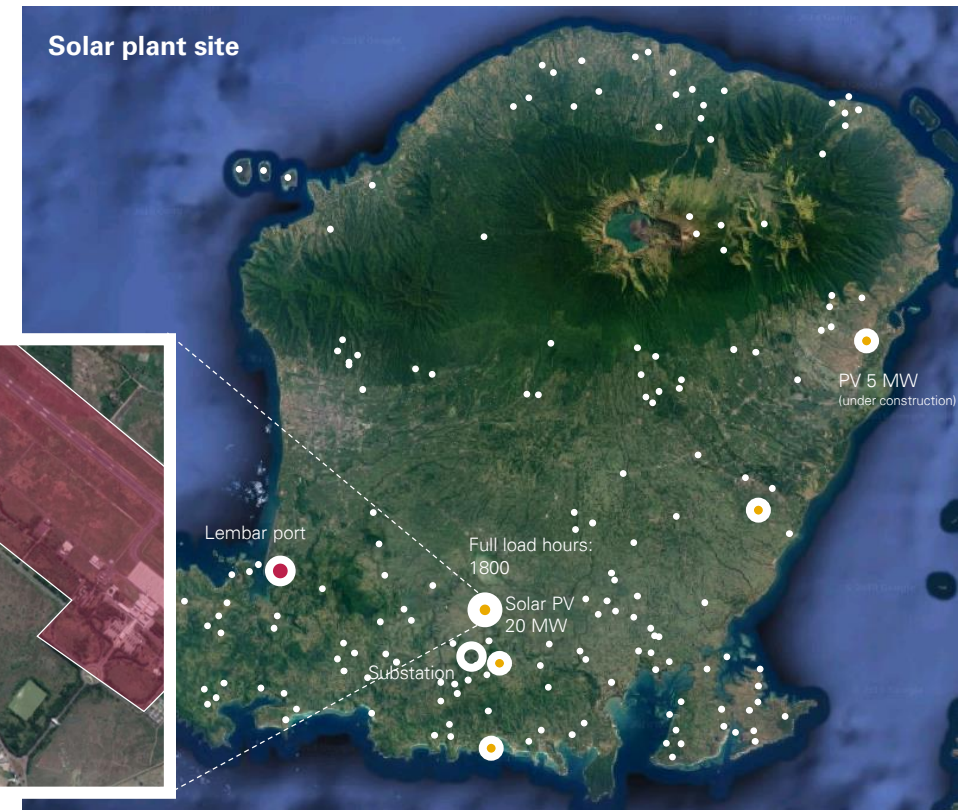 Solar plant site
PV 5 MW
(under construction)
Lembar port
Full load hours:
1800
Solar PV
20 MW
Substation